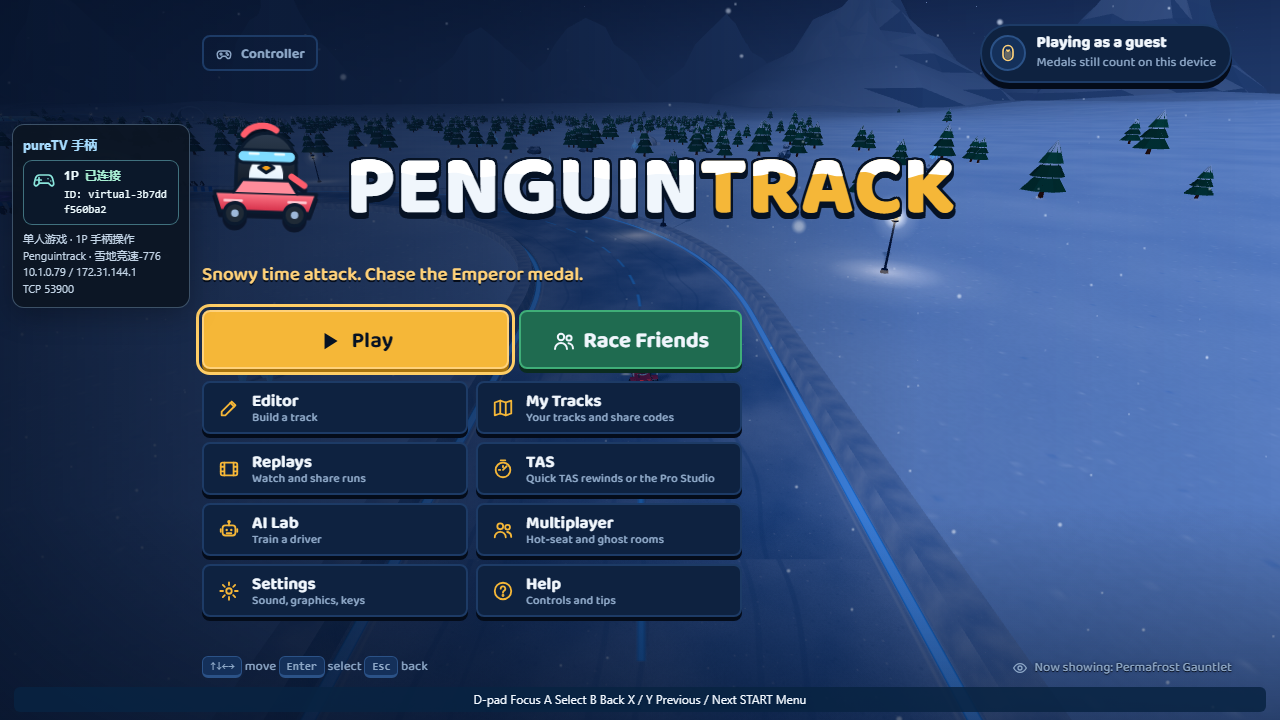 Controller
Playing as a guest
Medals still count on this device
pureTV 手柄
1P 已连接
ID: virtual-3b7dd
f560ba2
单人游戏 · 1P 手柄操作
Penguintrack · 雪地竞速-776
10.1.0.79 / 172.31.144.1
TCP 53900
PENGUINTRACK
Snowy time attack. Chase the Emperor medal.
Play
Race Friends
Editor
Build a track
My Tracks
Your tracks and share codes
Replays
Watch and share runs
TAS
Quick TAS rewinds or the Pro Studio
AI Lab
Train a driver
Multiplayer
Hot-seat and ghost rooms
Settings
Sound, graphics, keys
Help
Controls and tips
↑↓←→ move Enter select Esc back
Now showing: Permafrost Gauntlet
D-pad Focus A Select B Back X / Y Previous / Next START Menu